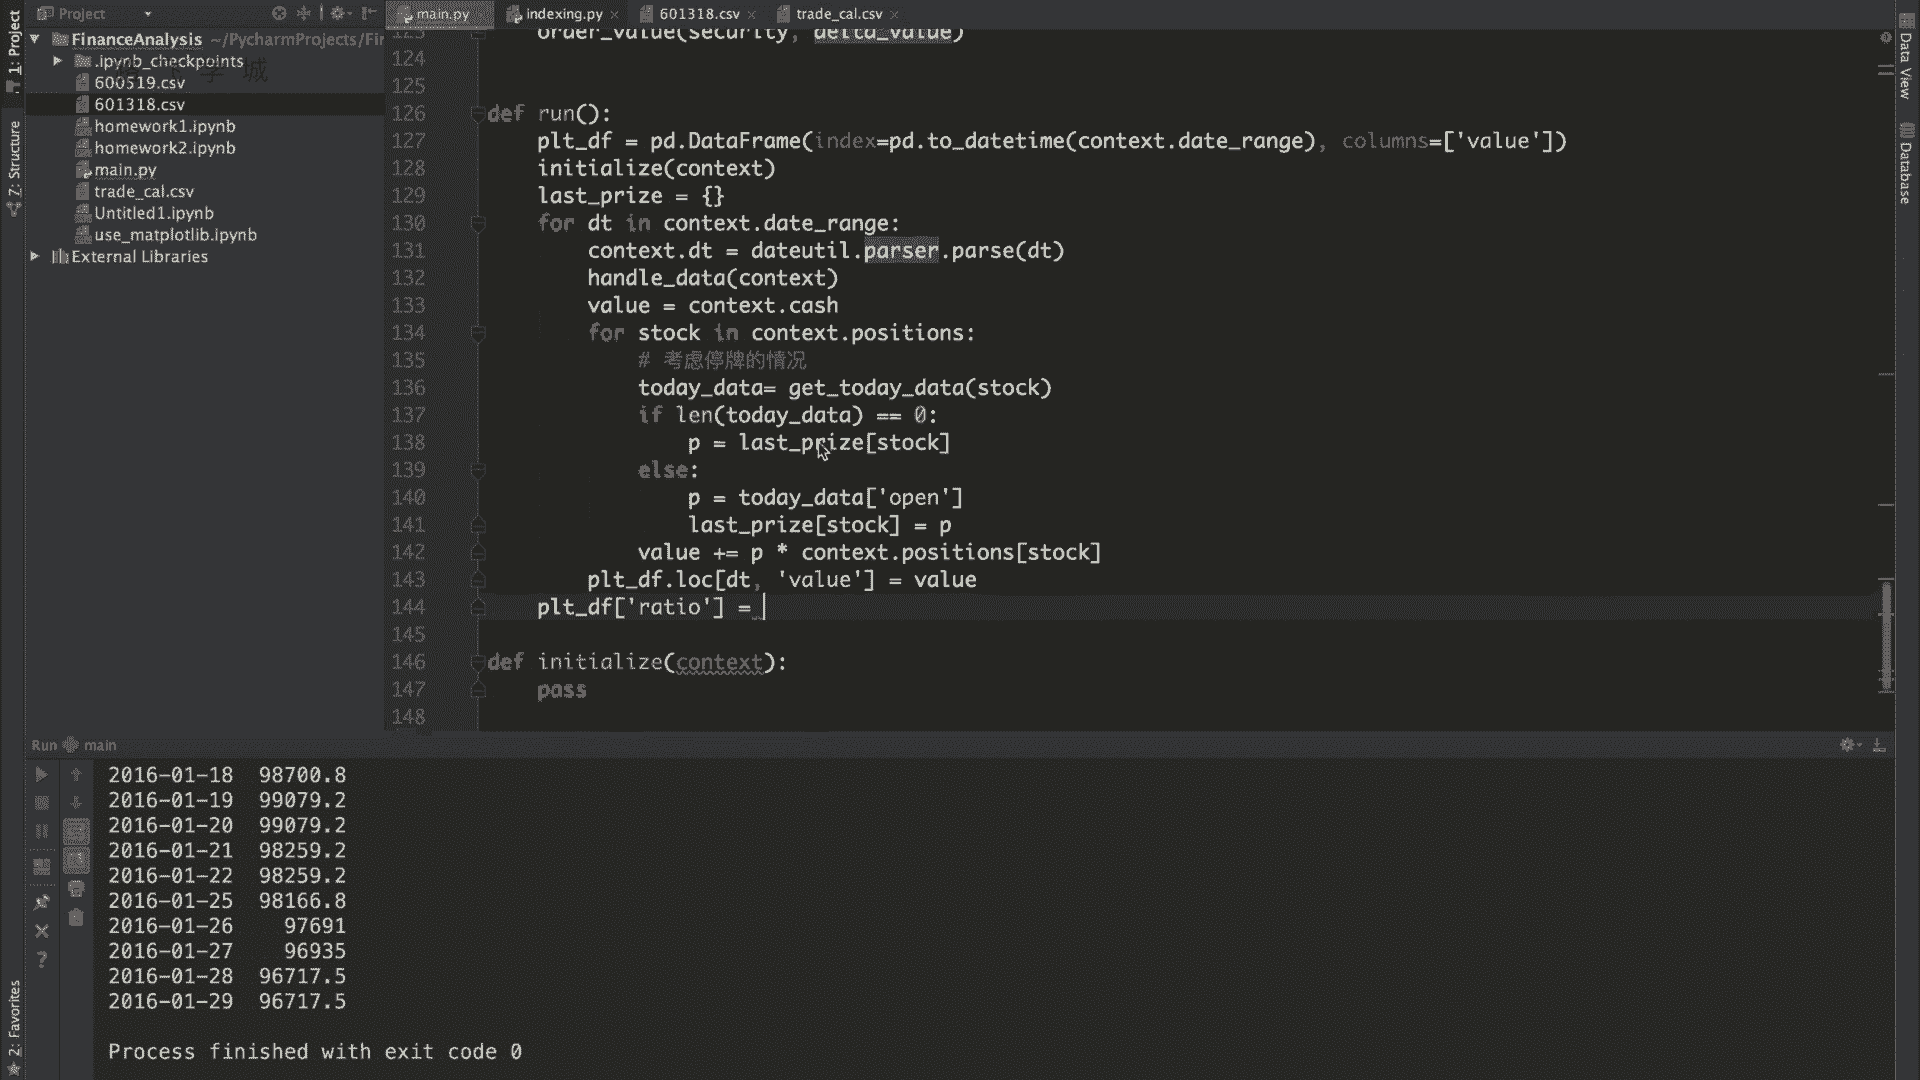 Project
main.py
indexing.py
601318.csv
trade_cal.csv
1: Project
FinanceAnalysis ~/PycharmProjects/Fir
.ipynb_checkpoints
600519.csv
601318.csv
homework1.ipynb
homework2.ipynb
main.py
trade_cal.csv
Untitled1.ipynb
use_matplotlib.ipynb
External Libraries
Z: Structure
2: Favorites
Data View
Database
123 order_value(security, delta_value)
124
125
126 def run():
127 plt_df = pd.DataFrame(index=pd.to_datetime(context.date_range), columns=['value'])
128 initialize(context)
129 last_prize = {}
130 for dt in context.date_range:
131 context.dt = dateutil.parser.parse(dt)
132 handle_data(context)
133 value = context.cash
134 for stock in context.positions:
135 # 考虑停牌的情况
136 today_data= get_today_data(stock)
137 if len(today_data) == 0:
138 p = last_prize[stock]
139 else:
140 p = today_data['open']
141 last_prize[stock] = p
142 value += p * context.positions[stock]
143 plt_df.loc[dt, 'value'] = value
144 plt_df['ratio'] =
145
146 def initialize(context):
147 pass
148
Run main
2016-01-18 98700.8
2016-01-19 99079.2
2016-01-20 99079.2
2016-01-21 98259.2
2016-01-22 98259.2
2016-01-25 98166.8
2016-01-26 97691
2016-01-27 96935
2016-01-28 96717.5
2016-01-29 96717.5
Process finished with exit code 0